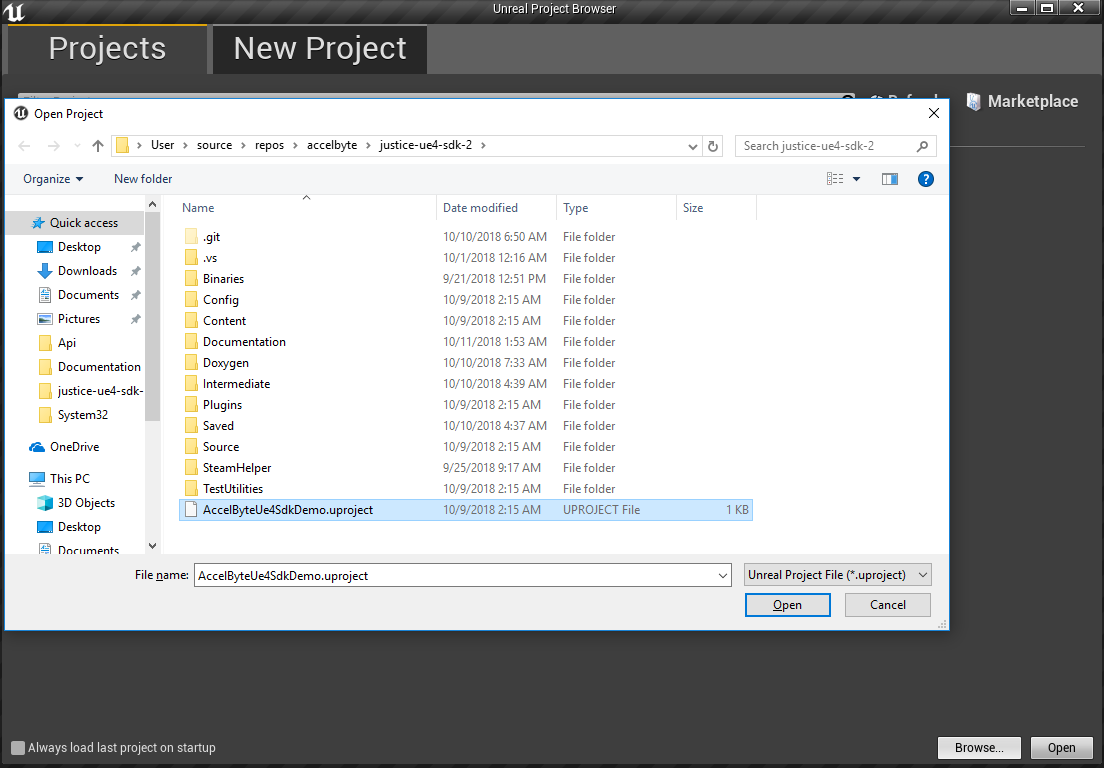 Unreal Project Browser
Projects
New Project
Marketplace
Open Project
User > source > repos > accelbyte > justice-ue4-sdk-2 >
Search justice-ue4-sdk-2
Organize
New folder
Name Date modified Type Size
Quick access
Desktop
Downloads
Documents
Pictures
Api
Documentation
justice-ue4-sdk-
System32
OneDrive
This PC
3D Objects
Desktop
Documents
.git 10/10/2018 6:50 AM File folder
.vs 10/1/2018 12:16 AM File folder
Binaries 9/21/2018 12:51 PM File folder
Config 10/9/2018 2:15 AM File folder
Content 10/9/2018 2:15 AM File folder
Documentation 10/11/2018 1:53 AM File folder
Doxygen 10/10/2018 7:33 AM File folder
Intermediate 10/10/2018 4:39 AM File folder
Plugins 10/9/2018 2:15 AM File folder
Saved 10/10/2018 4:37 AM File folder
Source 10/9/2018 2:15 AM File folder
SteamHelper 9/25/2018 9:17 AM File folder
TestUtilities 10/9/2018 2:15 AM File folder
AccelByteUe4SdkDemo.uproject 10/9/2018 2:15 AM UPROJECT File 1 KB
File name: AccelByteUe4SdkDemo.uproject
Unreal Project File (*.uproject)
Open
Cancel
Always load last project on startup
Browse...
Open